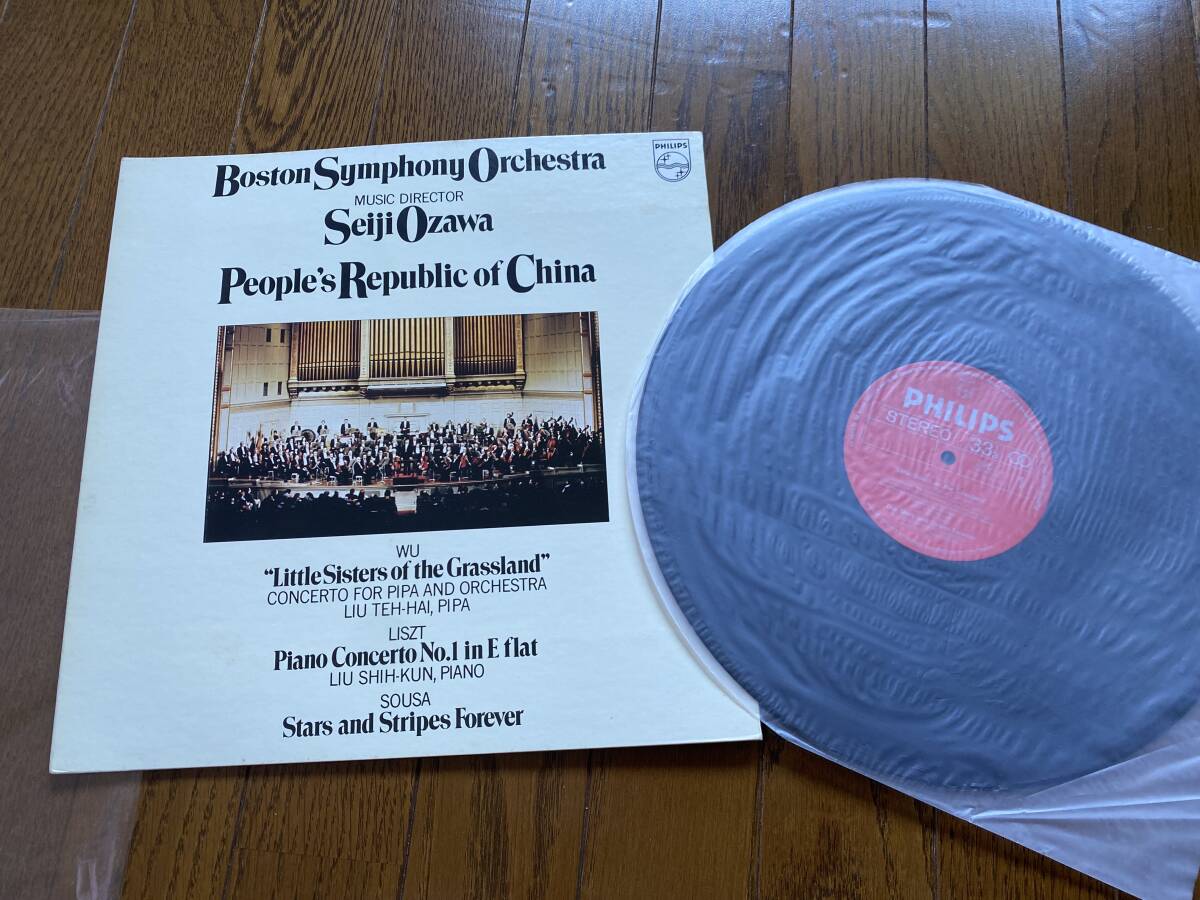 Boston Symphony Orchestra
PHILIPS
MUSIC DIRECTOR
Seiji Ozawa
People's Republic of China
WU
“Little Sisters of the Grassland”
CONCERTO FOR PIPA AND ORCHESTRA
LIU TEH-HAI, PIPA
LISZT
Piano Concerto No.1 in E flat
LIU SHIH-KUN, PIANO
SOUSA
Stars and Stripes Forever
PHILIPS
STEREO 33